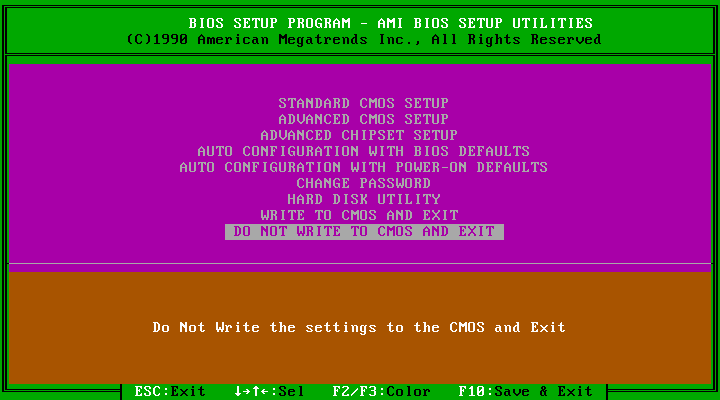 BIOS SETUP PROGRAM - AMI BIOS SETUP UTILITIES
(C)1990 American Megatrends Inc., All Rights Reserved
STANDARD CMOS SETUP
ADVANCED CMOS SETUP
ADVANCED CHIPSET SETUP
AUTO CONFIGURATION WITH BIOS DEFAULTS
AUTO CONFIGURATION WITH POWER-ON DEFAULTS
CHANGE PASSWORD
HARD DISK UTILITY
WRITE TO CMOS AND EXIT
DO NOT WRITE TO CMOS AND EXIT
Do Not Write the settings to the CMOS and Exit
ESC:Exit ↓→↑←:Sel F2/F3:Color F10:Save & Exit